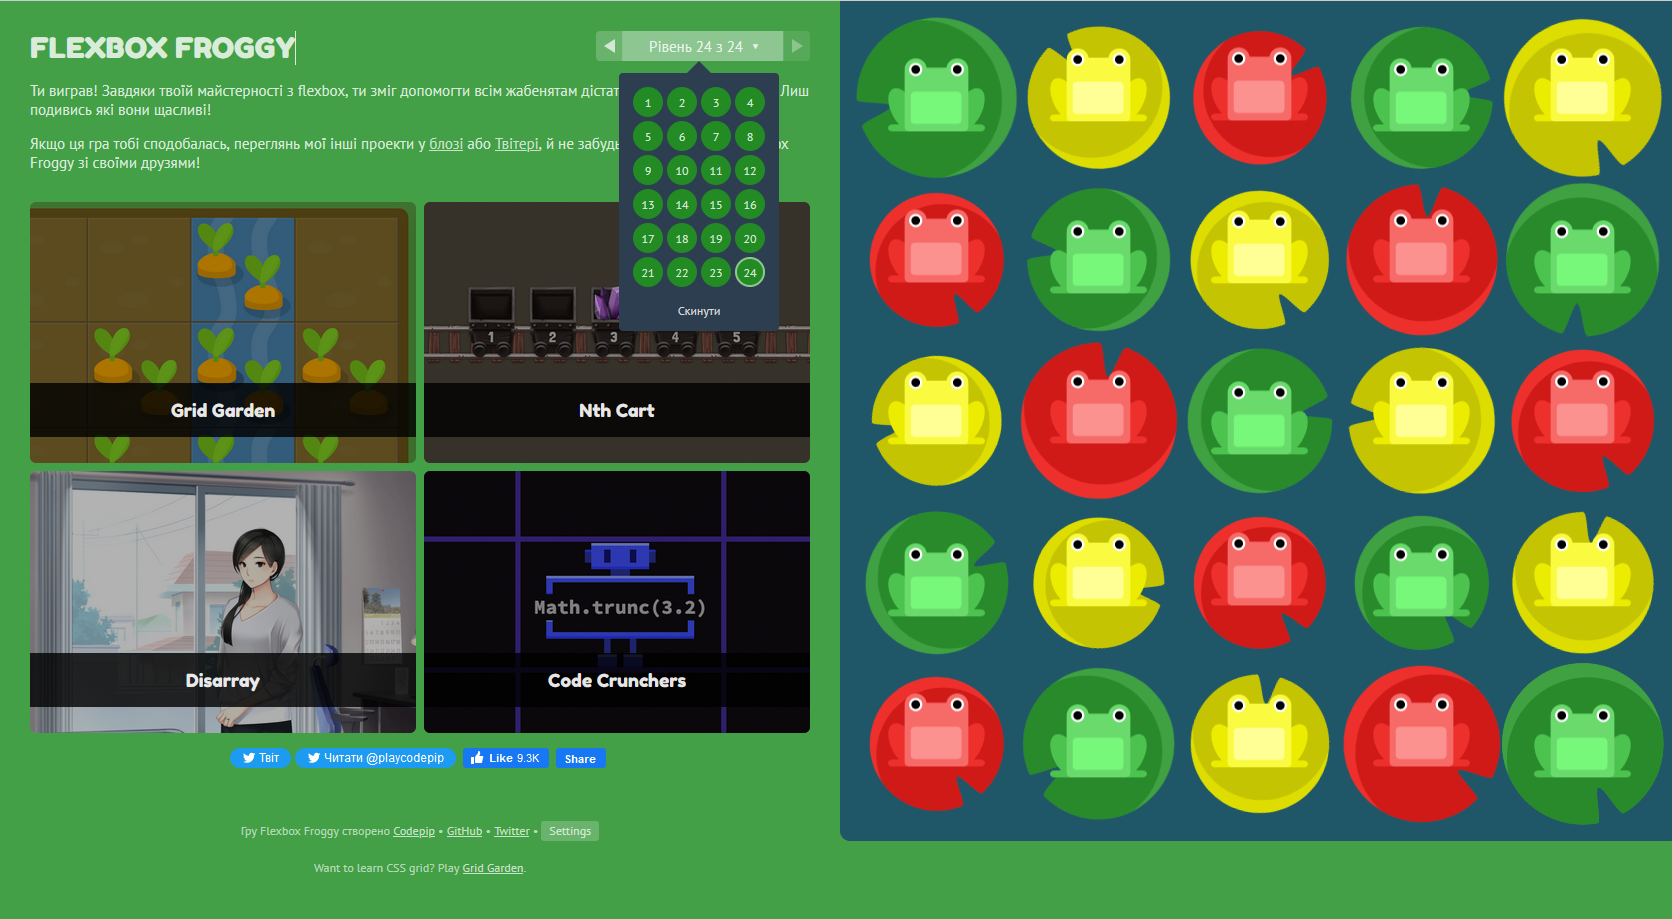 FLEXBOX FROGGY
Рівень 24 з 24
Ти виграв! Завдяки твоїй майстерності з flexbox, ти зміг допомогти всім жабенятам Лиш
подивись які вони щасливі!
Якщо ця гра тобі сподобалась, переглянь мої інші проекти у блозі або Твітері, й не
Froggy зі своїми друзями!
1 2 3 4
5 6 7 8
9 10 11 12
13 14 15 16
17 18 19 20
21 22 23 24
Скинути
1 2 3 4 5
Grid Garden
Nth Cart
Math.trunc(3.2)
Disarray
Code Crunchers
Твіт
Читати @playcodepip
Like 9.3K
Share
Гру Flexbox Froggy створено Codepip • GitHub • Twitter • Settings
Want to learn CSS grid? Play Grid Garden.